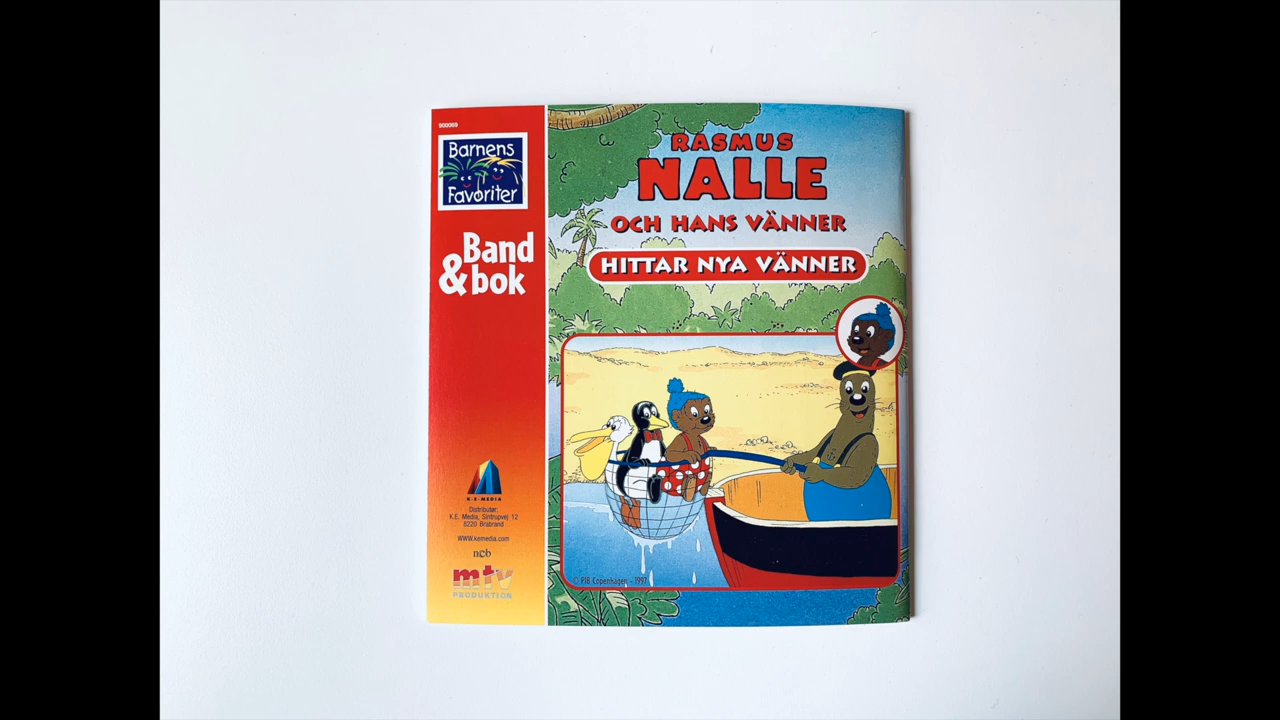 900069
Barnens
Favoriter
Band
& bok
K-E-MEDIA
Distributør:
K.E. Media, Sintrupvej 12
8220 Brabrand
WWW.kemedia.com
ncb
mtv
PRODUKTION
RASMUS
NALLE
OCH HANS VÄNNER
HITTAR NYA VÄNNER
© PIB Copenhagen - 1997